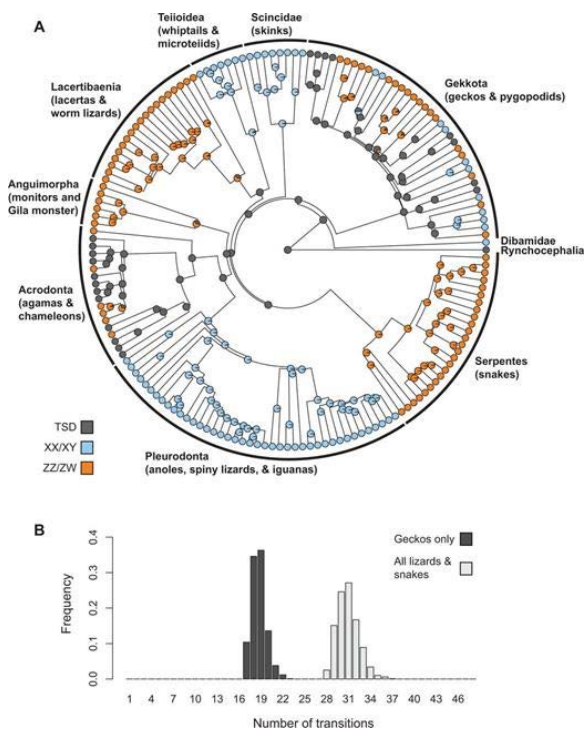 A
Teiioidea
(whiptails &
microteiids)
Scincidae
(skinks)
Lacertibaenia
(lacertas &
worm lizards)
Gekkota
(geckos & pygopodids)
Anguimorpha
(monitors and
Gila monster)
Dibamidae
Rynchocephalia
Acrodonta
(agamas &
chameleons)
Serpentes
(snakes)
TSD
XX/XY
ZZ/ZW
Pleurodonta
(anoles, spiny lizards, & iguanas)
B
Geckos only
All lizards &
snakes
Frequency
0.4
0.3
0.2
0.1
0.0
1 4 7 10 13 16 19 22 25 28 31 34 37 40 43 46
Number of transitions